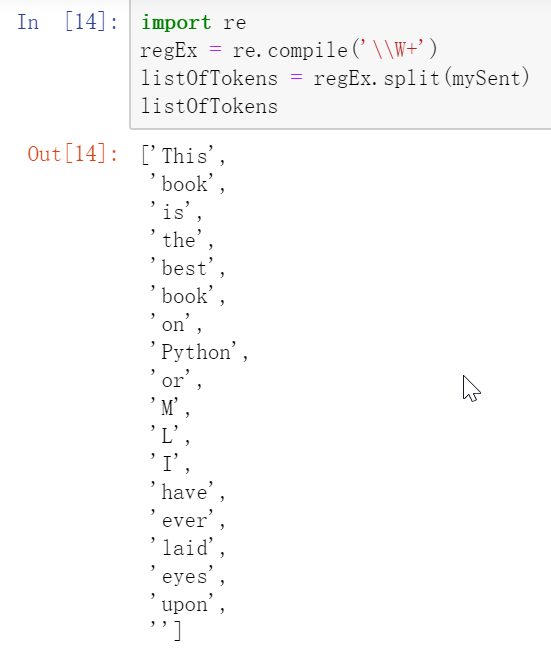 In [14]: import re
regEx = re.compile('\\W+')
listOfTokens = regEx.split(mySent)
listOfTokens
Out[14]: ['This',
'book',
'is',
'the',
'best',
'book',
'on',
'Python',
'or',
'M',
'L',
'I',
'have',
'ever',
'laid',
'eyes',
'upon',
'']